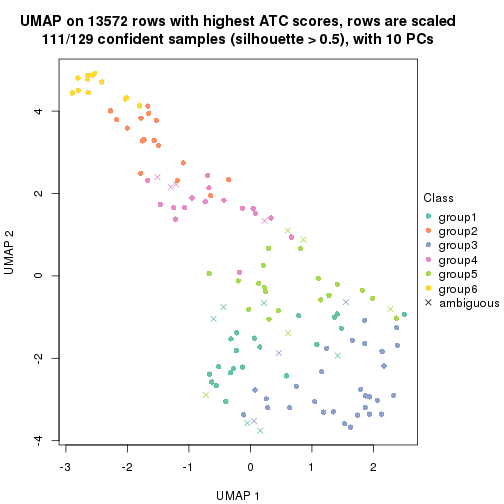 UMAP on 13572 rows with highest ATC scores, rows are scaled
111/129 confident samples (silhouette > 0.5), with 10 PCs
UMAP 2
4
2
0
-2
-4
-3
-2
-1
0
1
2
UMAP 1
Class
group1
group2
group3
group4
group5
group6
ambiguous